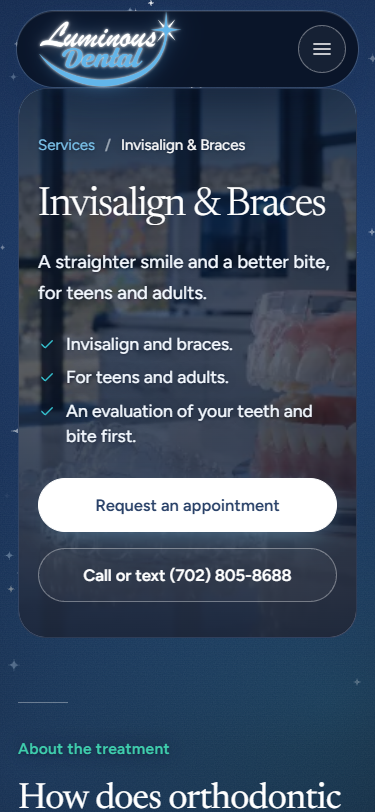 Luminous
Dental
Services / Invisalign & Braces
Invisalign & Braces
A straighter smile and a better bite,
for teens and adults.
Invisalign and braces.
For teens and adults.
An evaluation of your teeth and
bite first.
Request an appointment
Call or text (702) 805-8688
About the treatment
How does orthodontic